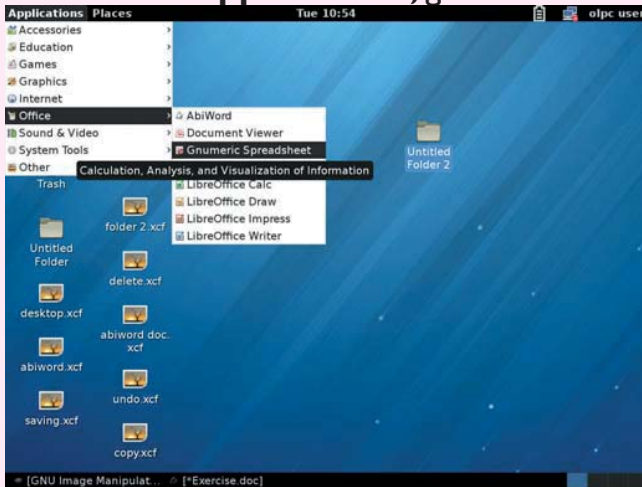 Applications Places Tue 10:54 olpc user
Accessories
Education
Games
Graphics
Internet
Office
Sound & Video
System Tools
Other
AbiWord
Document Viewer
Gnumeric Spreadsheet
Calculation, Analysis, and Visualization of Information
LibreOffice Calc
LibreOffice Draw
LibreOffice Impress
LibreOffice Writer
Trash
Untitled
Folder
desktop.xcf
abiword.xcf
saving.xcf
folder 2.xcf
delete.xcf
abiword doc.
xcf
undo.xcf
copy.xcf
Untitled
Folder 2
[GNU Image Manipulat... [*Exercise.doc]